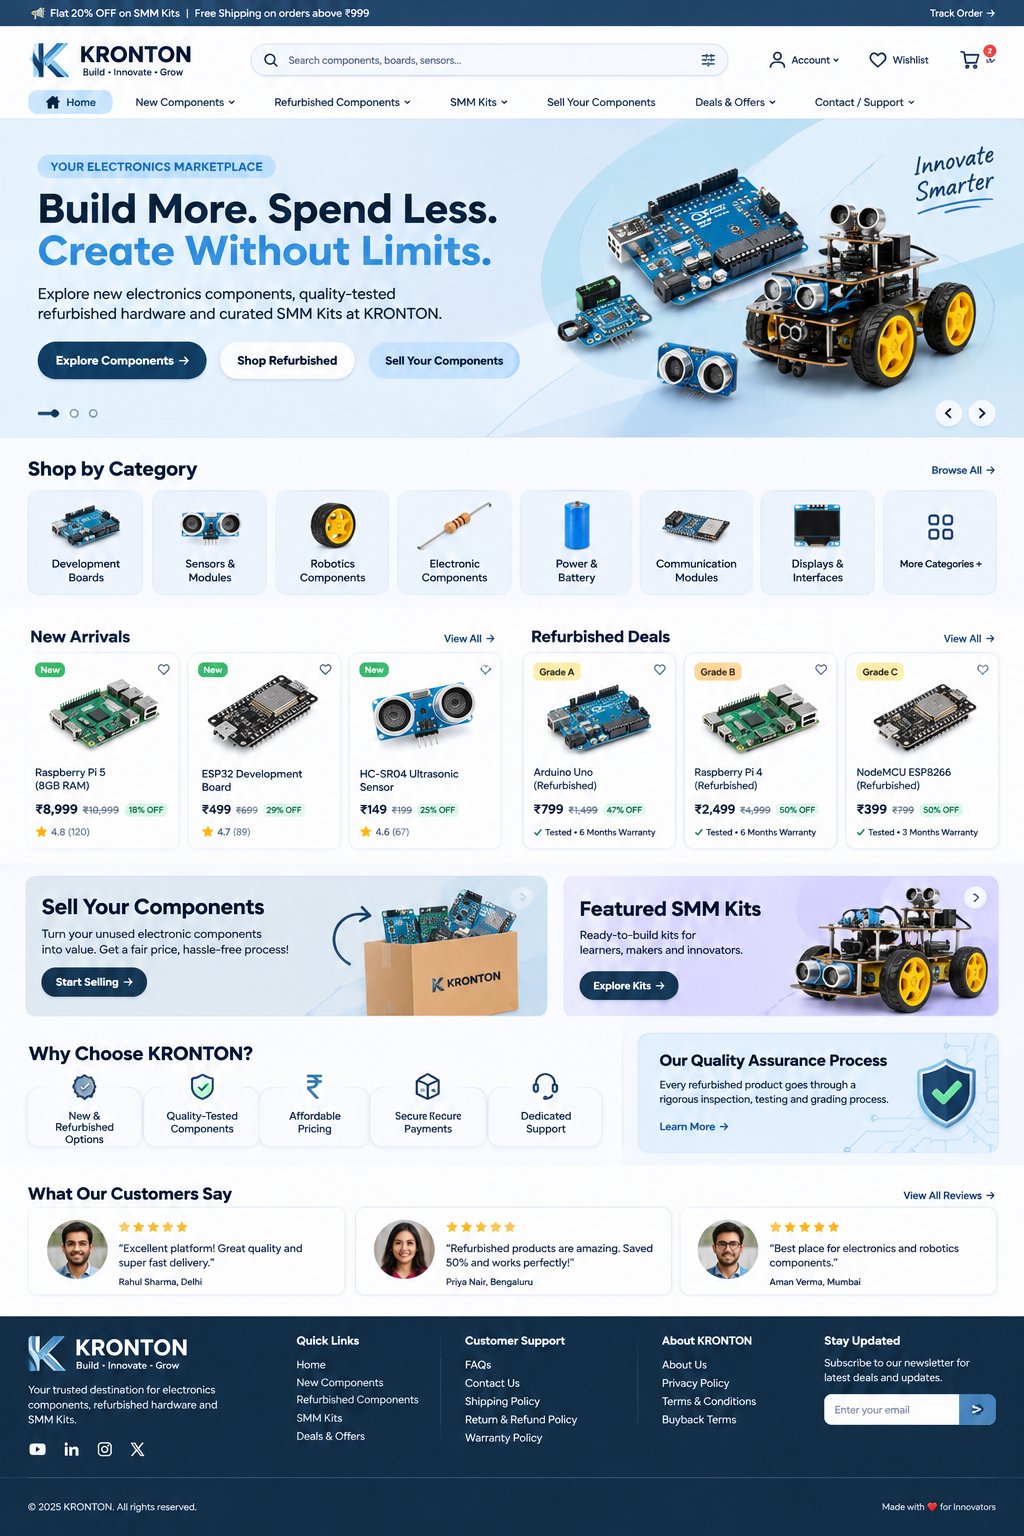 Flat 20% OFF on SMM Kits | Free Shipping on orders above ₹999
Track Order →
KRONTON
Build • Innovate • Grow
Search components, boards, sensors...
Account
Wishlist
2
Home
New Components
Refurbished Components
SMM Kits
Sell Your Components
Deals & Offers
Contact / Support
YOUR ELECTRONICS MARKETPLACE
Build More. Spend Less.
Create Without Limits.
Explore new electronics components, quality-tested
refurbished hardware and curated SMM Kits at KRONTON.
Explore Components →
Shop Refurbished
Sell Your Components
Innovate
Smarter
Shop by Category
Browse All →
Development
Boards
Sensors &
Modules
Robotics
Components
Electronic
Components
Power &
Battery
Communication
Modules
Displays &
Interfaces
More Categories +
New Arrivals
View All →
New
Raspberry Pi 5
(8GB RAM)
₹8,999 ₹10,999 18% OFF
4.8 (120)
New
ESP32 Development
Board
₹499 ₹699 29% OFF
4.7 (89)
New
HC-SR04 Ultrasonic
Sensor
₹149 ₹199 25% OFF
4.6 (67)
Refurbished Deals
View All →
Grade A
Arduino Uno
(Refurbished)
₹799 ₹1,499 47% OFF
Tested • 6 Months Warranty
Grade B
Raspberry Pi 4
(Refurbished)
₹2,499 ₹4,999 50% OFF
Tested • 6 Months Warranty
Grade C
NodeMCU ESP8266
(Refurbished)
₹399 ₹799 50% OFF
Tested • 3 Months Warranty
Sell Your Components
Turn your unused electronic components
into value. Get a fair price, hassle-free process!
Start Selling →
KRONTON
Featured SMM Kits
Ready-to-build kits for
learners, makers and innovators.
Explore Kits →
Why Choose KRONTON?
New &
Refurbished
Options
Quality-Tested
Components
₹
Affordable
Pricing
Secure Recure
Payments
Dedicated
Support
Our Quality Assurance Process
Every refurbished product goes through a
rigorous inspection, testing and grading process.
Learn More →
What Our Customers Say
View All Reviews →
"Excellent platform! Great quality and
super fast delivery."
Rahul Sharma, Delhi
"Refurbished products are amazing. Saved
50% and works perfectly!"
Priya Nair, Bengaluru
"Best place for electronics and robotics
components."
Aman Verma, Mumbai
KRONTON
Build • Innovate • Grow
Your trusted destination for electronics
components, refurbished hardware and
SMM Kits.
Quick Links
Home
New Components
Refurbished Components
SMM Kits
Deals & Offers
Customer Support
FAQs
Contact Us
Shipping Policy
Return & Refund Policy
Warranty Policy
About KRONTON
About Us
Privacy Policy
Terms & Conditions
Buyback Terms
Stay Updated
Subscribe to our newsletter for
latest deals and updates.
Enter your email
© 2025 KRONTON. All rights reserved.
Made with ❤️ for Innovators